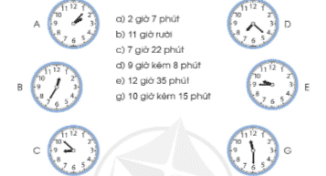 A
B
C
a) 2 giờ 7 phút
b) 11 giờ rưỡi
c) 7 giờ 22 phút
d) 9 giờ kém 8 phút
e) 12 giờ 35 phút
g) 10 giờ kém 15 phút
D
E
G